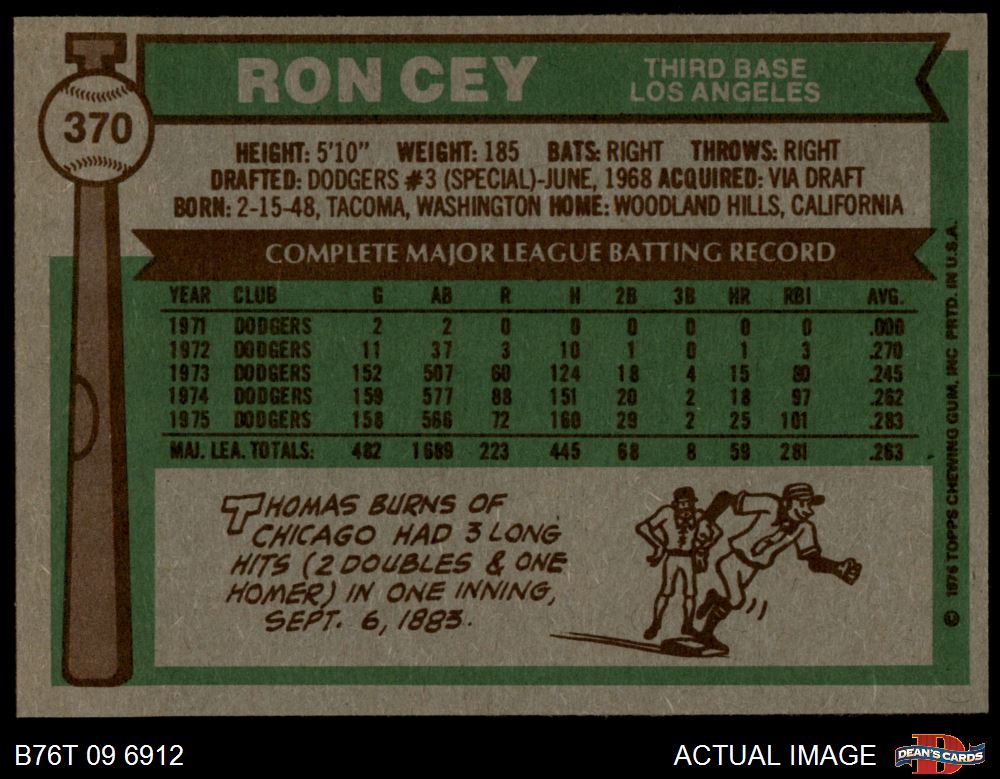 370
RON CEY
THIRD BASE
LOS ANGELES
HEIGHT: 5'10" WEIGHT: 185 BATS: RIGHT THROWS: RIGHT
DRAFTED: DODGERS #3 (SPECIAL)-JUNE, 1968 ACQUIRED: VIA DRAFT
BORN: 2-15-48, TACOMA, WASHINGTON HOME: WOODLAND HILLS, CALIFORNIA
COMPLETE MAJOR LEAGUE BATTING RECORD
YEAR CLUB G AB R H 2B 3B HR RBI AVG.
1971 DODGERS 2 2 0 0 0 0 0 0 .000
1972 DODGERS 11 37 3 10 1 0 1 3 .270
1973 DODGERS 152 507 60 124 18 4 15 80 .245
1974 DODGERS 159 577 88 151 20 2 18 97 .262
1975 DODGERS 158 566 72 160 29 2 25 101 .283
MAJ. LEA. TOTALS: 482 1689 223 445 68 8 59 281 .263
THOMAS BURNS OF
CHICAGO HAD 3 LONG
HITS (2 DOUBLES & ONE
HOMER) IN ONE INNING,
SEPT. 6, 1883.
© 1976 TOPPS CHEWING GUM, INC PRTD. IN U.S.A.
B76T 09 6912
ACTUAL IMAGE
D
DEAN'S CARDS